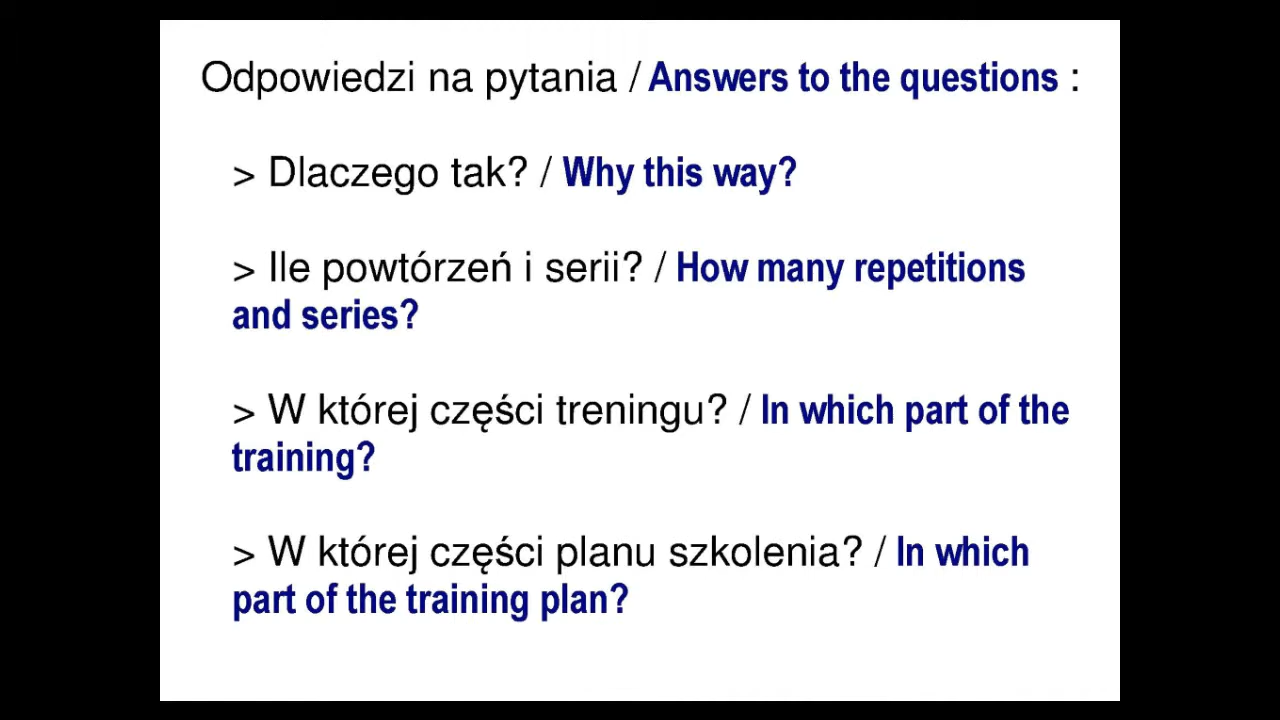 Odpowiedzi na pytania / Answers to the questions :
> Dlaczego tak? / Why this way?
> Ile powtórzeń i serii? / How many repetitions
and series?
> W której części treningu? / In which part of the
training?
> W której części planu szkolenia? / In which
part of the training plan?